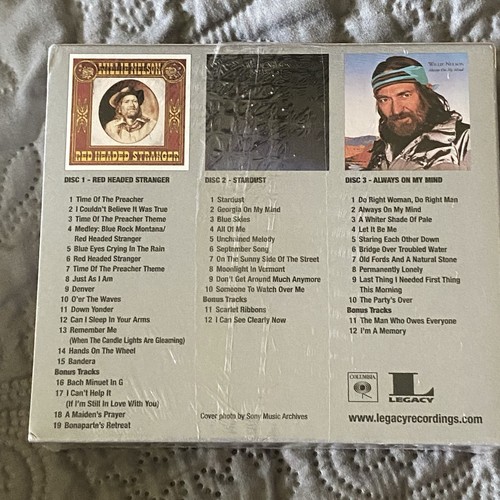 WILLIE NELSON
RED HEADED STRANGER
WILLIE NELSON
Always On My Mind
DISC 1 - RED HEADED STRANGER
1 Time Of The Preacher
2 I Couldn't Believe It Was True
3 Time Of The Preacher Theme
4 Medley: Blue Rock Montana/
Red Headed Stranger
5 Blue Eyes Crying In The Rain
6 Red Headed Stranger
7 Time Of The Preacher Theme
8 Just As I Am
9 Denver
10 O'er The Waves
11 Down Yonder
12 Can I Sleep In Your Arms
13 Remember Me
(When The Candle Lights Are Gleaming)
14 Hands On The Wheel
15 Bandera
Bonus Tracks
16 Bach Minuet In G
17 I Can't Help It
(If I'm Still In Love With You)
18 A Maiden's Prayer
19 Bonaparte's Retreat
DISC 2 - STARDUST
1 Stardust
2 Georgia On My Mind
3 Blue Skies
4 All Of Me
5 Unchained Melody
6 September Song
7 On The Sunny Side Of The Street
8 Moonlight In Vermont
9 Don't Get Around Much Anymore
10 Someone To Watch Over Me
Bonus Tracks
11 Scarlet Ribbons
12 I Can See Clearly Now
DISC 3 - ALWAYS ON MY MIND
1 Do Right Woman, Do Right Man
2 Always On My Mind
3 A Whiter Shade Of Pale
4 Let It Be Me
5 Staring Each Other Down
6 Bridge Over Troubled Water
7 Old Fords And A Natural Stone
8 Permanently Lonely
9 Last Thing I Needed First Thing
This Morning
10 The Party's Over
Bonus Tracks
11 The Man Who Owes Everyone
12 I'm A Memory
Cover photo by Sony Music Archives
COLUMBIA
L
LEGACY
www.legacyrecordings.com